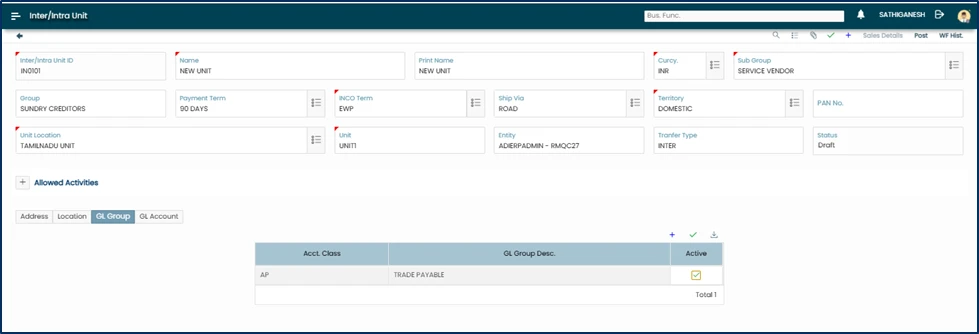 Inter/Intra Unit
Bus. Func.
SATHIGANESH
Sales Details Post WF Hist.
Inter/Intra Unit ID Name Print Name Curcy. Sub Group
IN0101 NEW UNIT NEW UNIT INR SERVICE VENDOR
Group Payment Term INCO Term Ship Via Territory PAN No.
SUNDRY CREDITORS 90 DAYS EWP ROAD DOMESTIC
Unit Location Unit Entity Tranfer Type Status
TAMILNADU UNIT UNIT1 ADIERPADMIN - RMQC27 INTER Draft
Allowed Activities
Address Location GL Group GL Account
Acct. Class GL Group Desc. Active
AP TRADE PAYABLE
Total 1